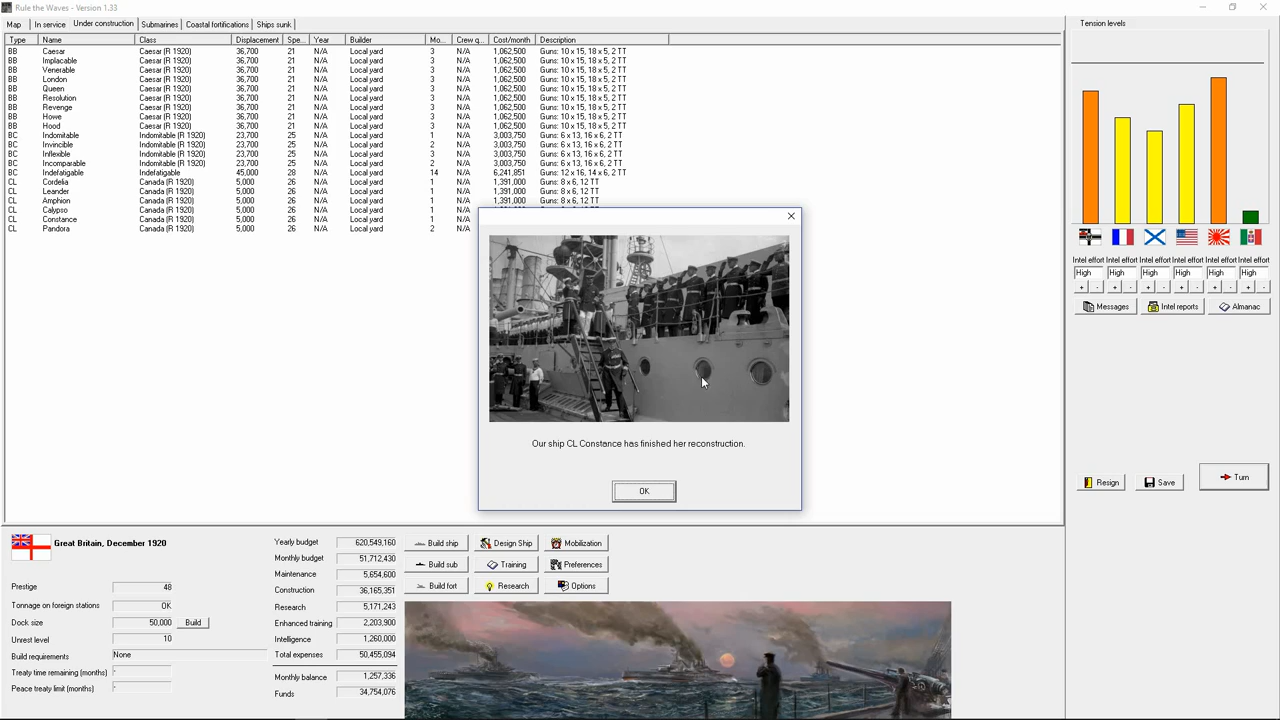 Rule the Waves - Version 1.33
Map In service Under construction Submarines Coastal fortifications Ships sunk
Type Name Class Displacement Spe... Year Builder Mo... Crew q... Cost/month Description
BB Caesar Caesar (R 1920) 36,700 21 N/A Local yard 3 N/A 1,062,500 Guns: 10 x 15, 18 x 5, 2 TT
BB Implacable Caesar (R 1920) 36,700 21 N/A Local yard 3 N/A 1,062,500 Guns: 10 x 15, 18 x 5, 2 TT
BB Venerable Caesar (R 1920) 36,700 21 N/A Local yard 3 N/A 1,062,500 Guns: 10 x 15, 18 x 5, 2 TT
BB London Caesar (R 1920) 36,700 21 N/A Local yard 3 N/A 1,062,500 Guns: 10 x 15, 18 x 5, 2 TT
BB Queen Caesar (R 1920) 36,700 21 N/A Local yard 3 N/A 1,062,500 Guns: 10 x 15, 18 x 5, 2 TT
BB Resolution Caesar (R 1920) 36,700 21 N/A Local yard 3 N/A 1,062,500 Guns: 10 x 15, 18 x 5, 2 TT
BB Revenge Caesar (R 1920) 36,700 21 N/A Local yard 3 N/A 1,062,500 Guns: 10 x 15, 18 x 5, 2 TT
BB Howe Caesar (R 1920) 36,700 21 N/A Local yard 3 N/A 1,062,500 Guns: 10 x 15, 18 x 5, 2 TT
BB Hood Caesar (R 1920) 36,700 21 N/A Local yard 3 N/A 1,062,500 Guns: 10 x 15, 18 x 5, 2 TT
BC Indomitable Indomitable (R 1920) 23,700 25 N/A Local yard 1 N/A 3,003,750 Guns: 6 x 13, 16 x 6, 2 TT
BC Invincible Indomitable (R 1920) 23,700 25 N/A Local yard 2 N/A 3,003,750 Guns: 6 x 13, 16 x 6, 2 TT
BC Inflexible Indomitable (R 1920) 23,700 25 N/A Local yard 3 N/A 3,003,750 Guns: 6 x 13, 16 x 6, 2 TT
BC Incomparable Indomitable (R 1920) 23,700 25 N/A Local yard 2 N/A 3,003,750 Guns: 6 x 13, 16 x 6, 2 TT
BC Indefatigable Indefatigable 45,000 28 N/A Local yard 14 N/A 6,241,851 Guns: 12 x 16, 14 x 6, 2 TT
CL Cordelia Canada (R 1920) 5,000 26 N/A Local yard 1 N/A 1,391,000 Guns: 8 x 6, 12 TT
CL Leander Canada (R 1920) 5,000 26 N/A Local yard 1 N/A 1,391,000 Guns: 8 x 6, 12 TT
CL Amphion Canada (R 1920) 5,000 26 N/A Local yard 1 N/A 1,391,000 Guns: 8 x 6, 12 TT
CL Calypso Canada (R 1920) 5,000 26 N/A Local yard 1 N/A
CL Constance Canada (R 1920) 5,000 26 N/A Local yard 1 N/A
CL Pandora Canada (R 1920) 5,000 26 N/A Local yard 2 N/A
Our ship CL Constance has finished her reconstruction.
OK
Tension levels
Intel effort Intel effort Intel effort Intel effort Intel effort Intel effort
High High High High High High
+ - + - + - + - + - + -
Messages Intel reports Almanac
Resign Save Turn
Great Britain, December 1920
Prestige 48
Tonnage on foreign stations OK
Dock size 50,000 Build
Unrest level 10
Build requirements None
Treaty time remaining (months) -
Peace treaty limit (months) -
Yearly budget 620,549,160
Monthly budget 51,712,430
Maintenance 5,654,600
Construction 36,165,351
Research 5,171,243
Enhanced training 2,203,900
Intelligence 1,260,000
Total expenses 50,455,094
Monthly balance 1,257,336
Funds 34,754,076
Build ship Design Ship Mobilization
Build sub Training Preferences
Build fort Research Options